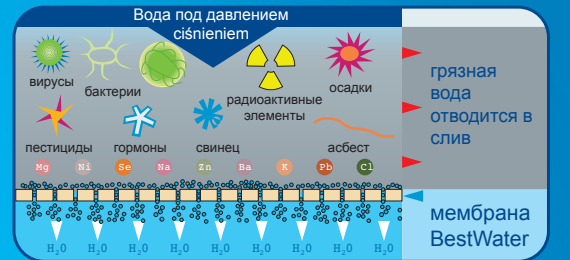 Вода под давлением
ciśnieniem
вирусы
бактерии
радиоактивные
элементы
осадки
пестициды
гормоны
свинец
асбест
Mg Ni Se Na Zn Ba K Pb Cl
H₂O H₂O H₂O H₂O H₂O H₂O H₂O H₂O H₂O
грязная
вода
отводится в
слив
мембрана
BestWater